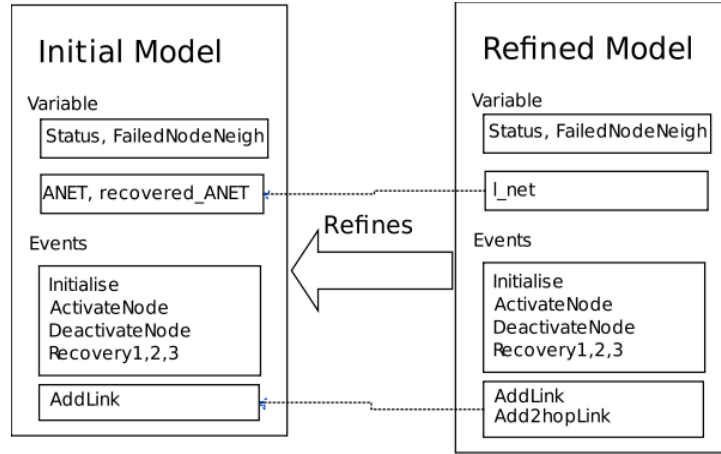 Initial Model
Variable
Status, FailedNodeNeigh
ANET, recovered_ANET
Events
Initialise
ActivateNode
DeactivateNode
Recovery1,2,3
AddLink
Refines
Refined Model
Variable
Status, FailedNodeNeigh
l_net
Events
Initialise
ActivateNode
DeactivateNode
Recovery1,2,3
AddLink
Add2hopLink